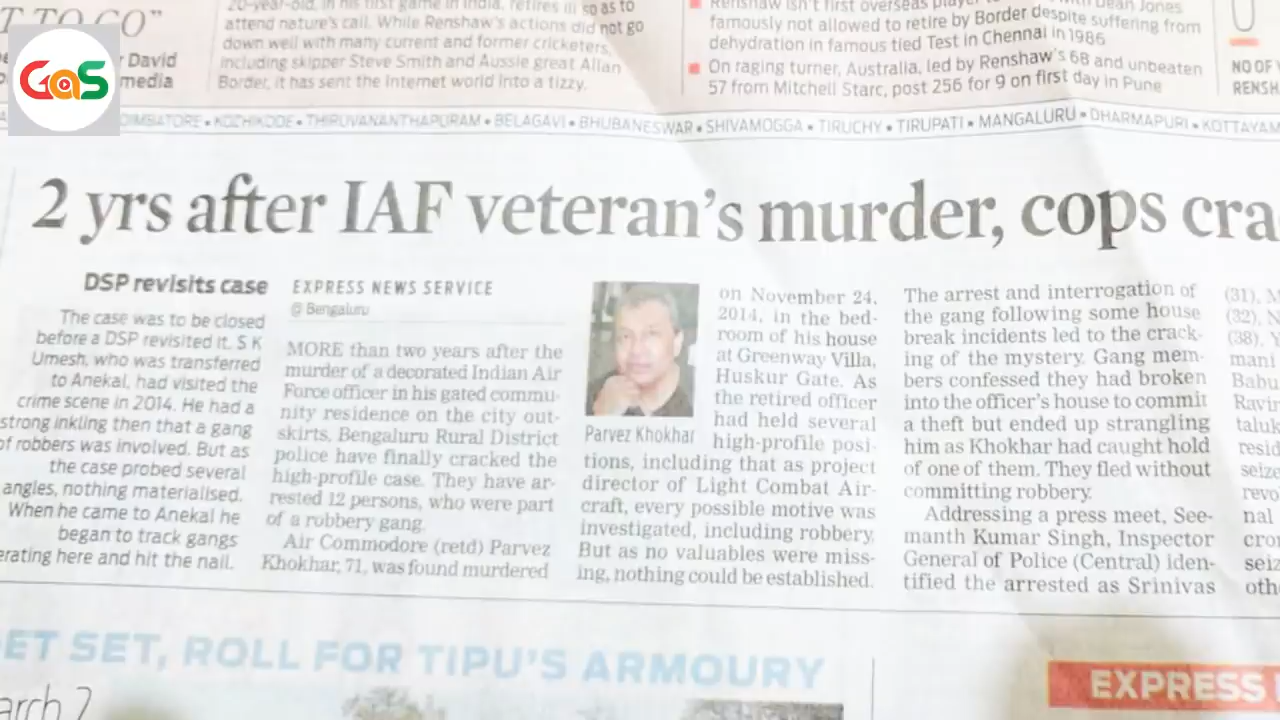 T TO GO"
David
media
20-year-old, in his first game in India, retires ill so as to
attend nature's call. While Renshaw's actions did not go
down well with many current and former cricketers,
including skipper Steve Smith and Aussie great Allan
Border, it has sent the Internet world into a tizzy.
Renshaw isn't first overseas Dean Jones
famously not allowed to retire by Border despite suffering from
dehydration in famous tied Test in Chennai in 1986
On raging turner, Australia, led by Renshaw's 68 and unbeaten
57 from Mitchell Starc, post 256 for 9 on first day in Pune
NO OF
RENSH
GaS
OIMBATORE • KOZHIKODE • THIRUVANANTHAPURAM • BELAGAVI • BHUBANESWAR • SHIVAMOGGA • TIRUCHY • TIRUPATI • MANGALURU • DHARMAPURI • KOTTAYAM
2 yrs after IAF veteran's murder, cops cra
DSP revisits case
The case was to be closed
before a DSP revisited it. S K
Umesh, who was transferred
to Anekal, had visited the
crime scene in 2014. He had a
strong inkling then that a gang
of robbers was involved. But as
the case probed several
angles, nothing materialised.
When he came to Anekal he
began to track gangs
erating here and hit the nail.
EXPRESS NEWS SERVICE
@ Bengaluru
MORE than two years after the
murder of a decorated Indian Air
Force officer in his gated commu-
nity residence on the city out-
skirts, Bengaluru Rural District
police have finally cracked the
high-profile case. They have ar-
rested 12 persons, who were part
of a robbery gang.
Air Commodore (retd) Parvez
Khokhar, 71, was found murdered
Parvez Khokhar
on November 24,
2014, in the bed-
room of his house
at Greenway Villa,
Huskur Gate. As
the retired officer
had held several
high-profile posi-
tions, including that as project
director of Light Combat Air-
craft, every possible motive was
investigated, including robbery.
But as no valuables were miss-
ing, nothing could be established.
The arrest and interrogation of
the gang following some house
break incidents led to the crack-
ing of the mystery. Gang mem-
bers confessed they had broken
into the officer's house to commit
a theft but ended up strangling
him as Khokhar had caught hold
of one of them. They fled without
committing robbery.
Addressing a press meet, See-
manth Kumar Singh, Inspector
General of Police (Central) iden-
tified the arrested as Srinivas
(31), M
(32), N
(38), Y
mani
Babu
Ravin
taluk
resid
seize
revo
nal
cron
seiz
oth
ET SET, ROLL FOR TIPU'S ARMOURY
arch 2
EXPRESS